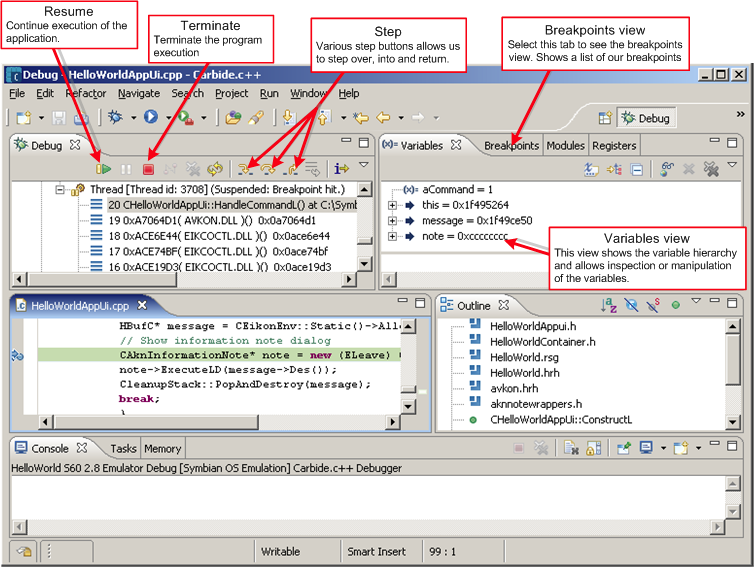 Resume
Continue execution of the
application.
Terminate
Terminate the program
execution
Step
Various step buttons allows us
to step over, into and return.
Breakpoints view
Select this tab to see the breakpoints
view. Shows a list of our breakpoints
Debug - HelloWorldAppUi.cpp - Carbide.c++
File Edit Refactor Navigate Search Project Run Window Help
Debug
Debug
Thread [Thread id: 3708] (Suspended: Breakpoint hit.)
20 CHelloWorldAppUi::HandleCommandL() at C:\Symb
19 0xA7064D1( AVKON.DLL )() 0x0a7064d1
18 0xACE6E44( EIKCOCTL.DLL )() 0x0ace6e44
17 0xACE74BF( EIKCOCTL.DLL )() 0x0ace74bf
16 0xACE19D3( EIKCOCTL.DLL )() 0x0ace19d3
(x)= Variables Breakpoints Modules Registers
(x)= aCommand = 1
this = 0x1f495264
message = 0x1f49ce50
note = 0xcccccccc
Variables view
This view shows the variable hierarchy
and allows inspection or manipulation
of the variables.
HelloWorldAppUi.cpp
HBufC* message = CEikonEnv::Static()->Allo
// Show information note dialog
CAknInformationNote* note = new (ELeave)
note->ExecuteLD(message->Des());
CleanupStack::PopAndDestroy(message);
break;
}
Outline
HelloWorldAppui.h
HelloWorldContainer.h
HelloWorld.rsg
HelloWorld.hrh
avkon.hrh
aknnotewrappers.h
CHelloWorldAppUi::ConstructL
Console Tasks Memory
HelloWorld S60 2.8 Emulator Debug [Symbian OS Emulation] Carbide.c++ Debugger
Writable Smart Insert 99 : 1